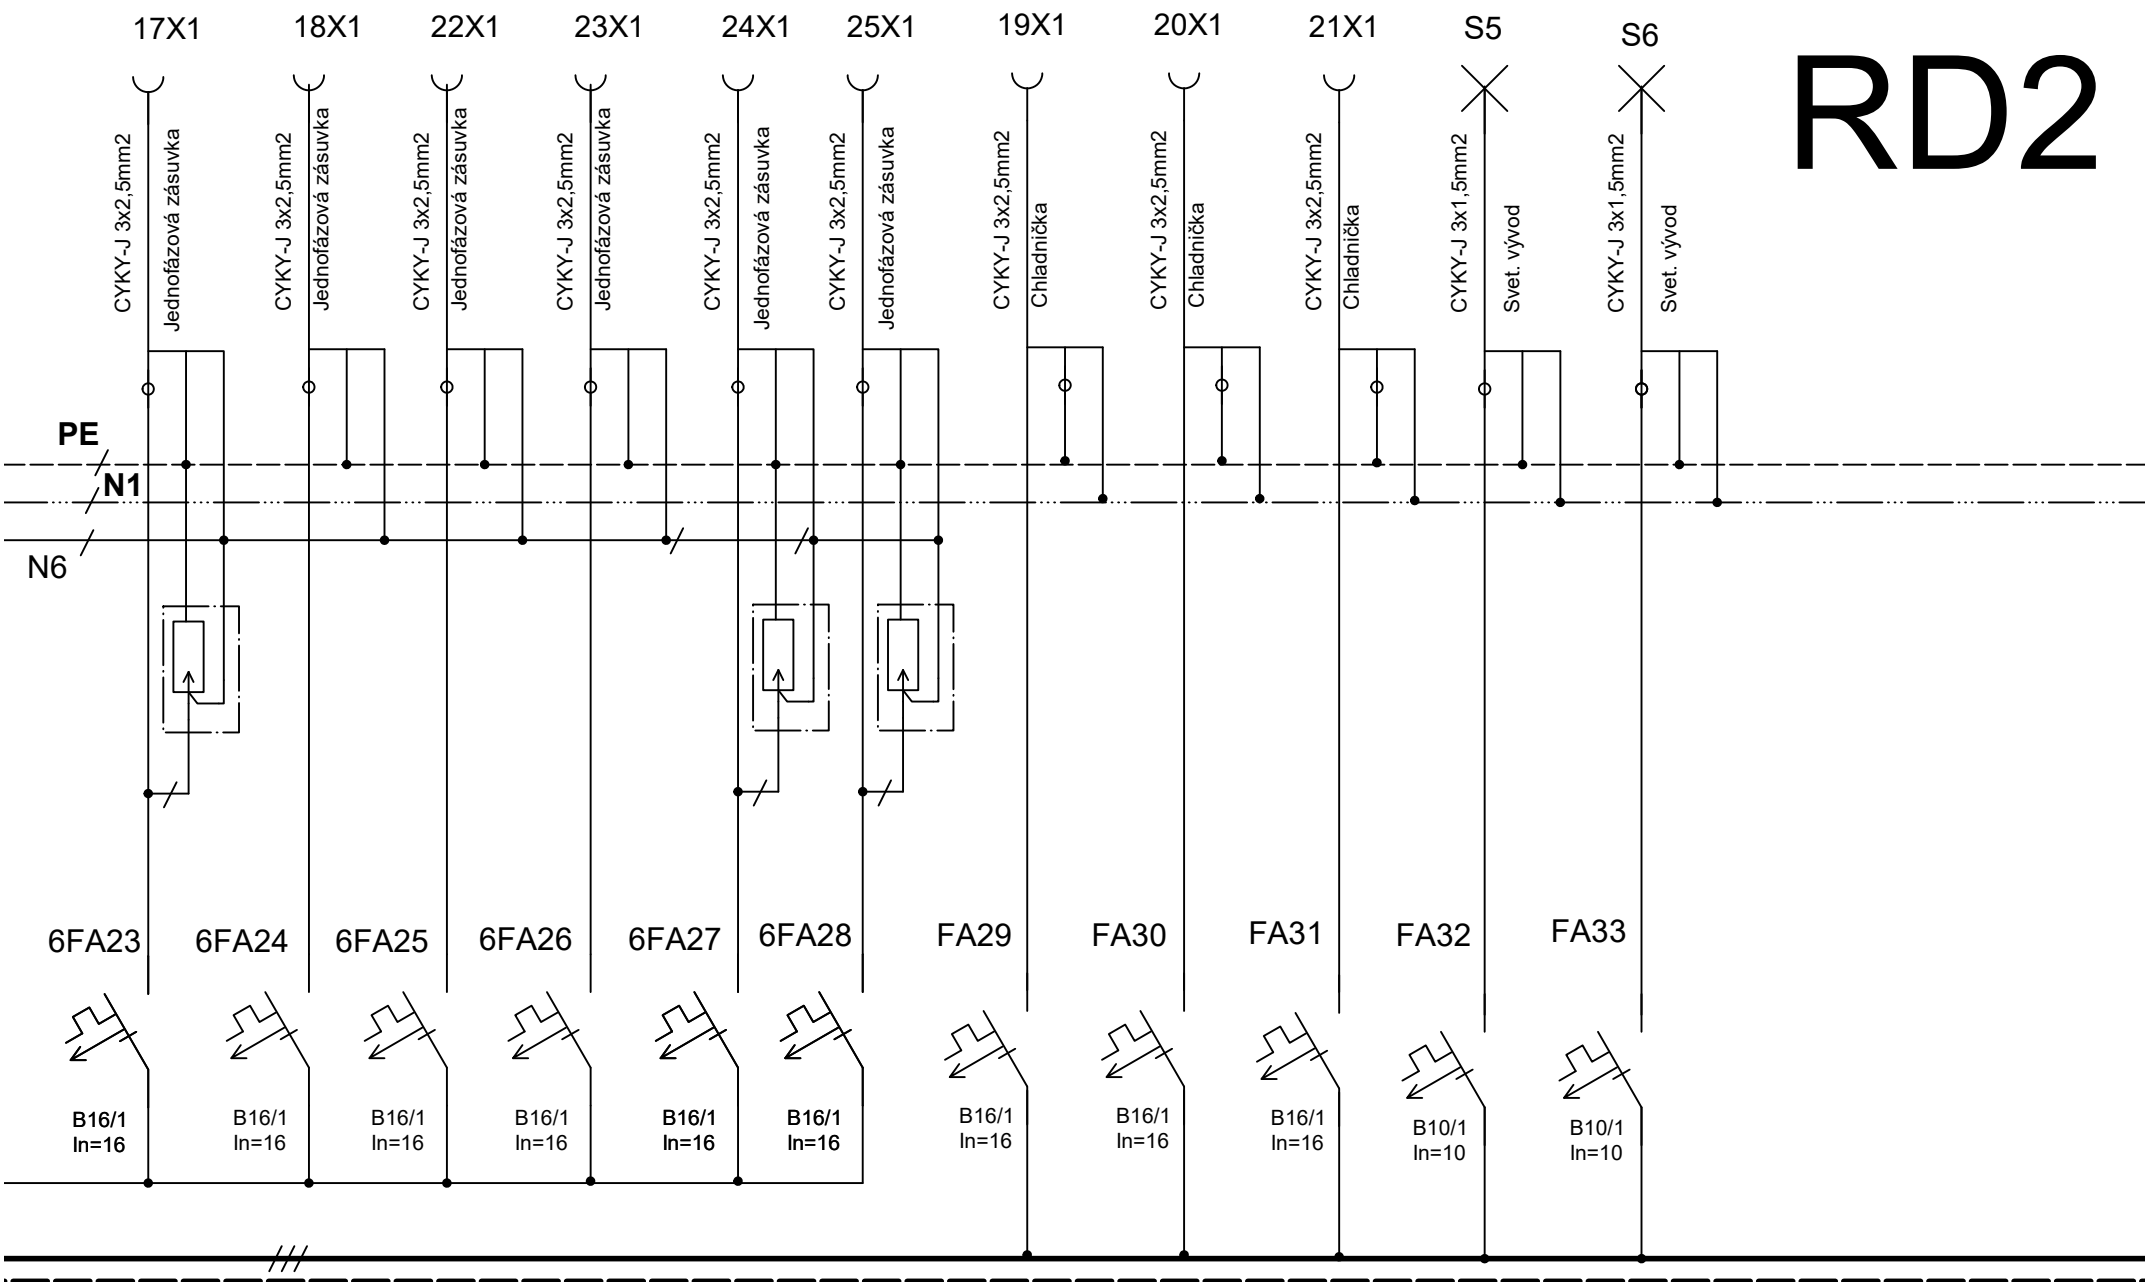 17X1
18X1
22X1
23X1
24X1
25X1
19X1
20X1
21X1
S5
S6
RD2
CYKY-J 3x2,5mm2
Jednofázová zásuvka
CYKY-J 3x2,5mm2
Jednofázová zásuvka
CYKY-J 3x2,5mm2
Jednofázová zásuvka
CYKY-J 3x2,5mm2
Jednofázová zásuvka
CYKY-J 3x2,5mm2
Jednofázová zásuvka
CYKY-J 3x2,5mm2
Jednofázová zásuvka
CYKY-J 3x2,5mm2
Chladnička
CYKY-J 3x2,5mm2
Chladnička
CYKY-J 3x2,5mm2
Chladnička
CYKY-J 3x1,5mm2
Svet. vývod
CYKY-J 3x1,5mm2
Svet. vývod
PE
N1
N6
6FA23
6FA24
6FA25
6FA26
6FA27
6FA28
FA29
FA30
FA31
FA32
FA33
B16/1
In=16
B16/1
In=16
B16/1
In=16
B16/1
In=16
B16/1
In=16
B16/1
In=16
B16/1
In=16
B16/1
In=16
B16/1
In=16
B10/1
In=10
B10/1
In=10